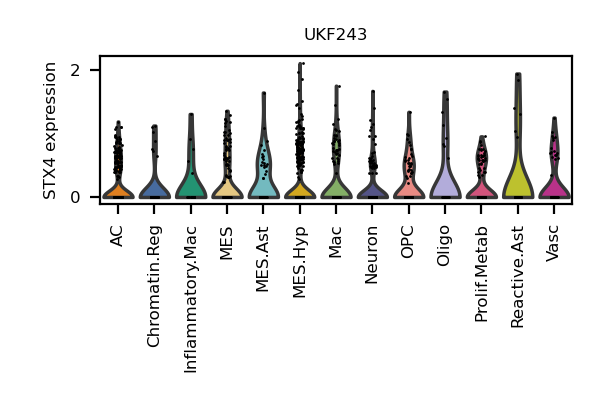 UKF243
STX4 expression
2
0
AC
Chromatin.Reg
Inflammatory.Mac
MES
MES.Ast
MES.Hyp
Mac
Neuron
OPC
Oligo
Prolif.Metab
Reactive.Ast
Vasc